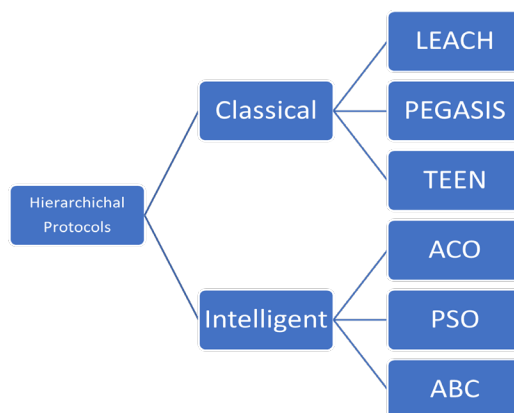 Hierarchichal
Protocols
Classical
LEACH
PEGASIS
TEEN
Intelligent
ACO
PSO
ABC